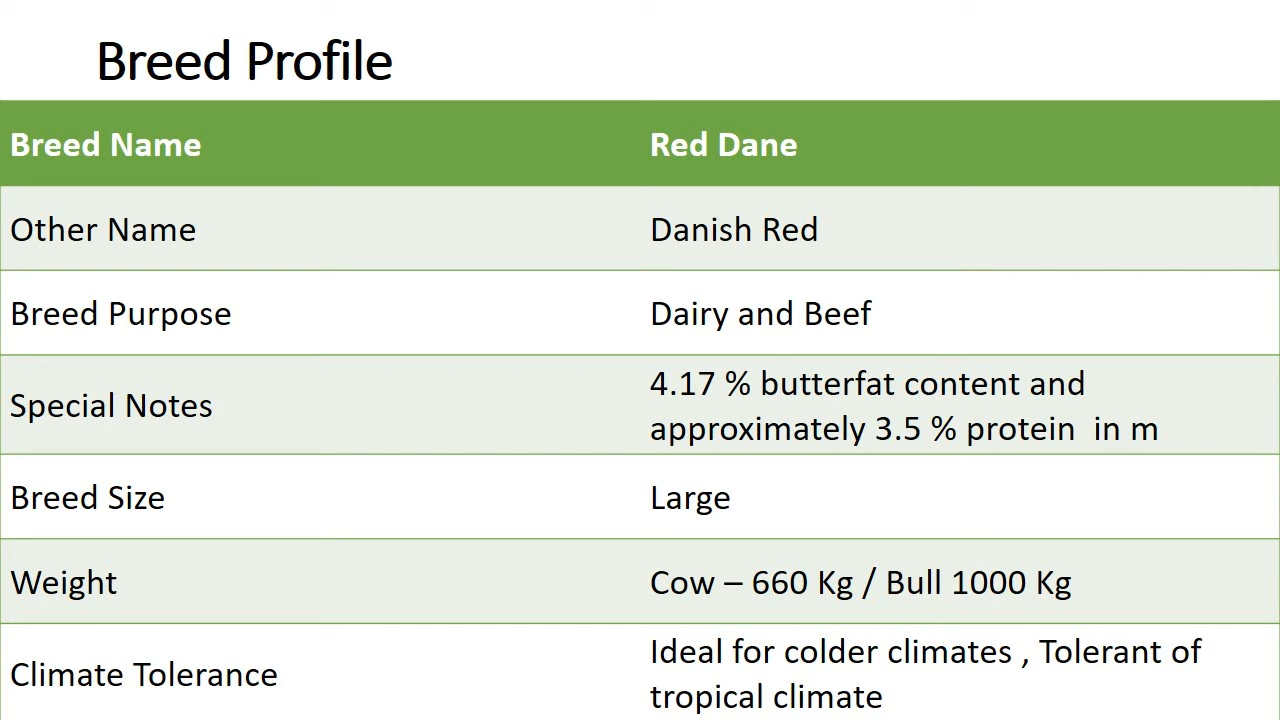 Breed Profile
Breed Name Red Dane
Other Name Danish Red
Breed Purpose Dairy and Beef
Special Notes 4.17 % butterfat content and
approximately 3.5 % protein  in m
Breed Size Large
Weight Cow – 660 Kg / Bull 1000 Kg
Climate Tolerance Ideal for colder climates , Tolerant of
tropical climate